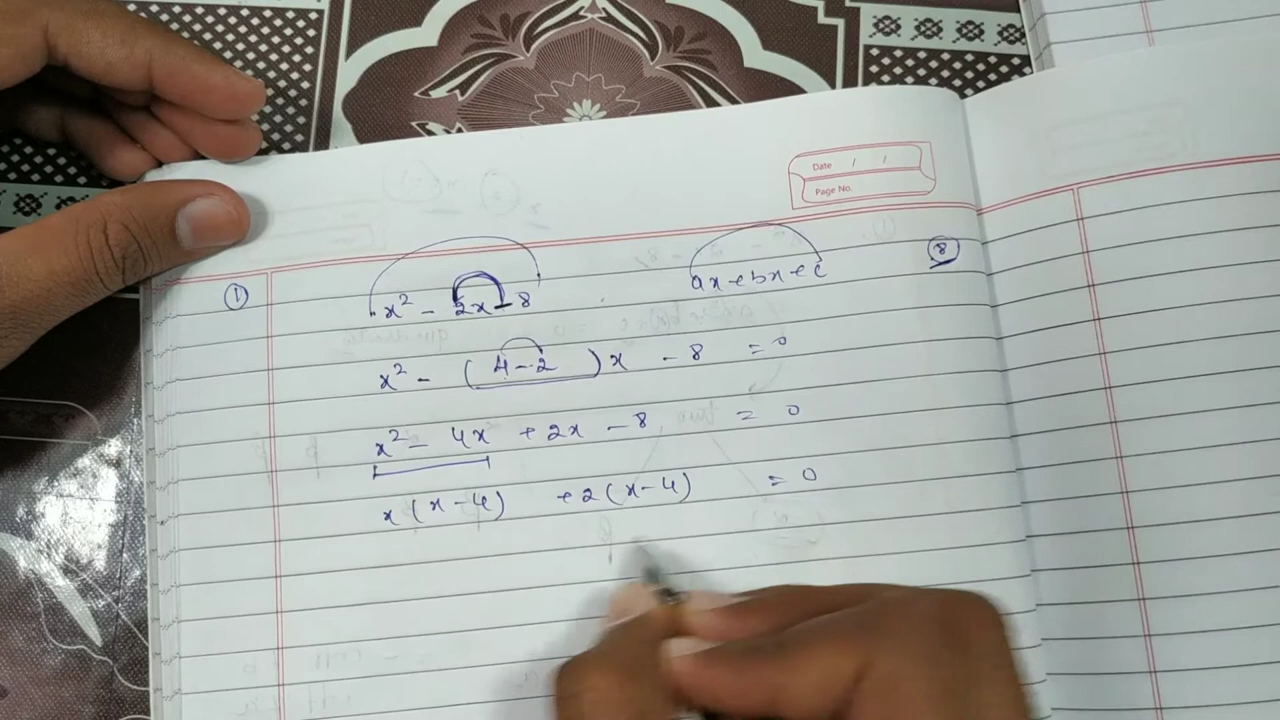 Date / /
Page No.
① x² - 2x - 8
ax + bx + c
⑧
x² - (4-2)x - 8 = 0
x² - 4x + 2x - 8 = 0
x(x-4) + 2(x-4) = 0